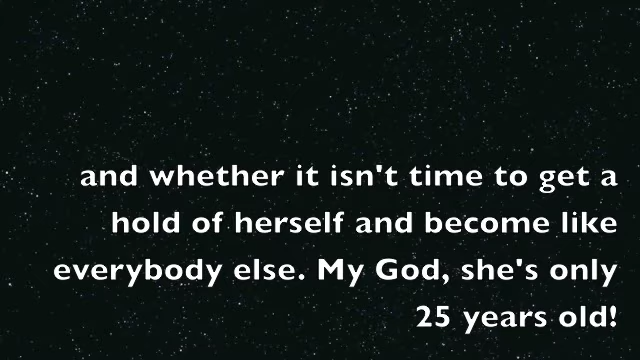 and whether it isn't time to get a
hold of herself and become like
everybody else. My God, she's only
25 years old!